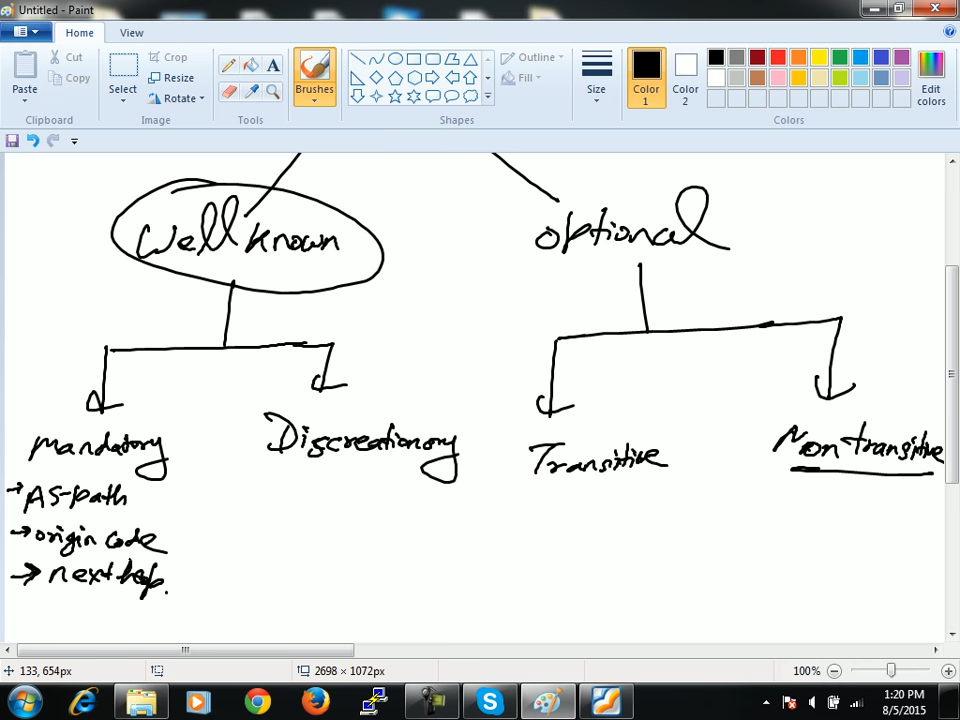 Untitled - Paint
Home View
Cut
Copy
Paste
Clipboard
Select
Crop
Resize
Rotate
Image
Tools
Brushes
Outline
Fill
Shapes
Size
Color 1
Color 2
Edit colors
Colors
Well known
optional
mandatory
Discreationory
Transitive
Non transitive
→ AS-path
→ origin code
→ next hop.
133, 654px
2698 × 1072px
100%
1:20 PM
8/5/2015